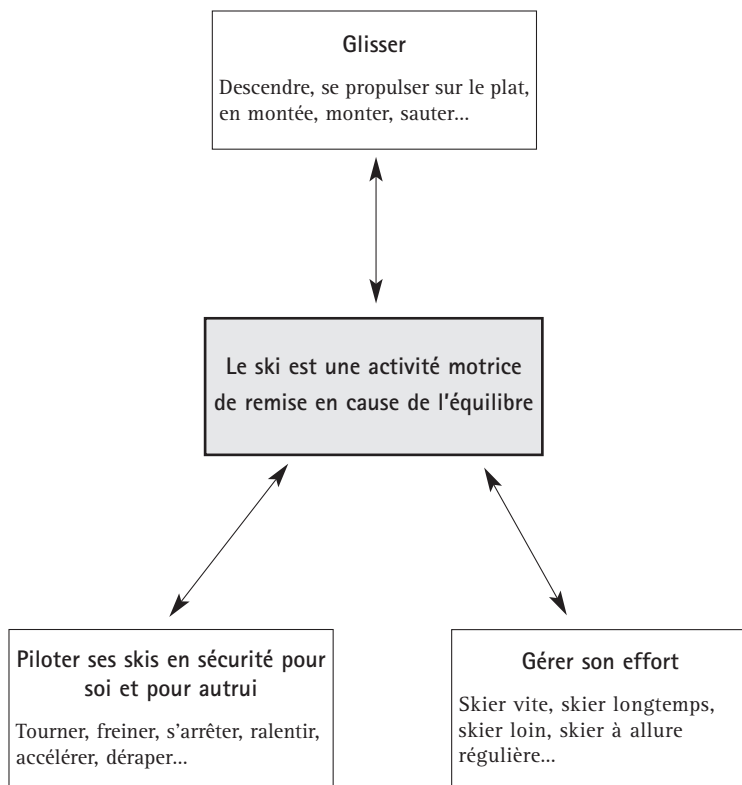 Glisser
Descendre, se propulser sur le plat,
en montée, monter, sauter...
Le ski est une activité motrice
de remise en cause de l'équilibre
Piloter ses skis en sécurité pour
soi et pour autrui
Tourner, freiner, s'arrêter, ralentir,
accélérer, déraper...
Gérer son effort
Skier vite, skier longtemps,
skier loin, skier à allure
régulière...